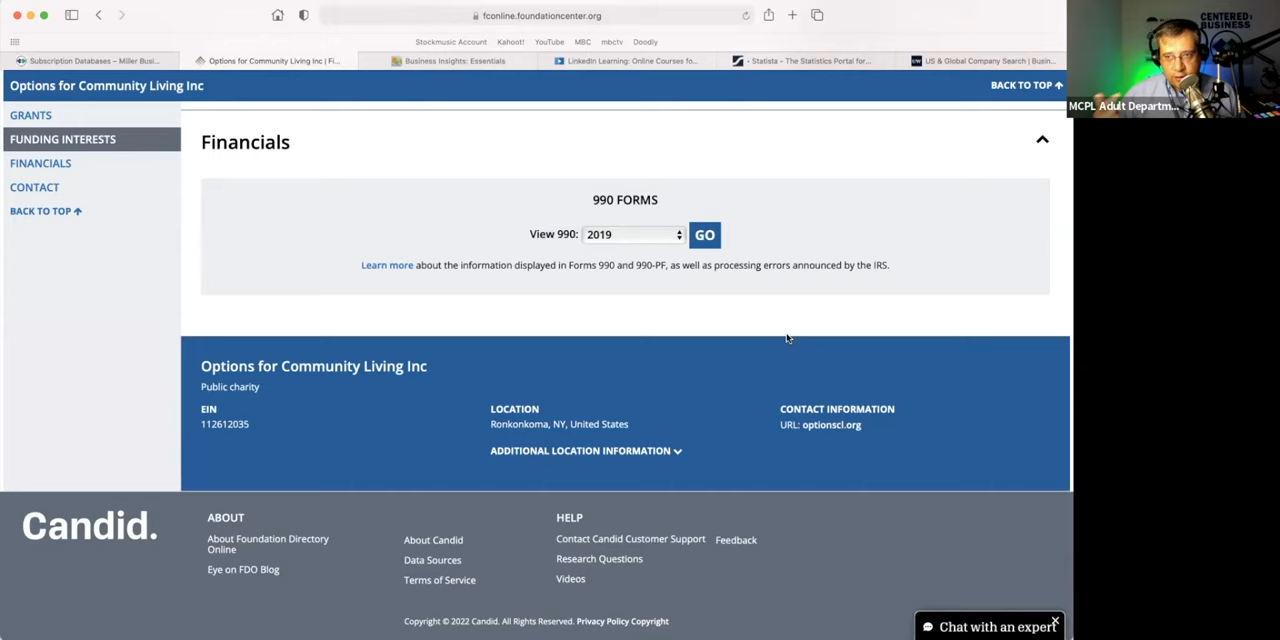 fconline.foundationcenter.org
Stockmusic Account Kahoot! YouTube MBC mbctv Doodly
Subscription Databases – Miller Busi...
Options for Community Living Inc | Fi...
Business Insights: Essentials
LinkedIn Learning: Online Courses fo...
• Statista - The Statistics Portal for...
US & Global Company Search | Busin...
Options for Community Living Inc
BACK TO TOP
GRANTS
FUNDING INTERESTS
FINANCIALS
CONTACT
BACK TO TOP
Financials
990 FORMS
View 990: 2019 GO
Learn more about the information displayed in Forms 990 and 990-PF, as well as processing errors announced by the IRS.
Options for Community Living Inc
Public charity
EIN
112612035
LOCATION
Ronkonkoma, NY, United States
ADDITIONAL LOCATION INFORMATION
CONTACT INFORMATION
URL: optionscl.org
Candid.
ABOUT
About Foundation Directory
Online
Eye on FDO Blog
About Candid
Data Sources
Terms of Service
HELP
Contact Candid Customer Support
Research Questions
Videos
Feedback
Copyright © 2022 Candid. All Rights Reserved. Privacy Policy Copyright
Chat with an expert
CENTERED:
BUSINESS
MCPL Adult Departm...